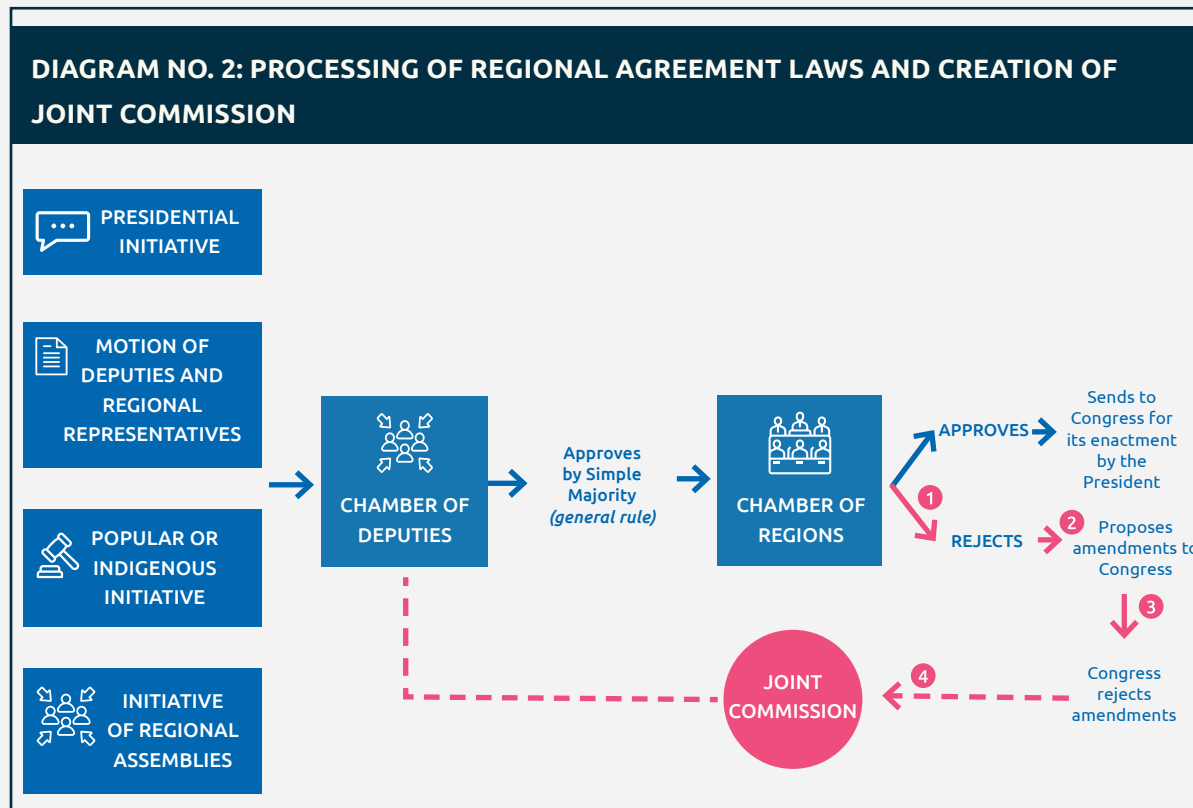 DIAGRAM NO. 2: PROCESSING OF REGIONAL AGREEMENT LAWS AND CREATION OF
JOINT COMMISSION
PRESIDENTIAL
INITIATIVE
MOTION OF
DEPUTIES AND
REGIONAL
REPRESENTATIVES
POPULAR OR
INDIGENOUS
INITIATIVE
INITIATIVE
OF REGIONAL
ASSEMBLIES
CHAMBER OF
DEPUTIES
Approves
by Simple
Majority
(general rule)
CHAMBER OF
REGIONS
APPROVES
Sends to
Congress for
its enactment
by the
President
1
REJECTS
2
Proposes
amendments to
Congress
3
Congress
rejects
amendments
4
JOINT
COMMISSION